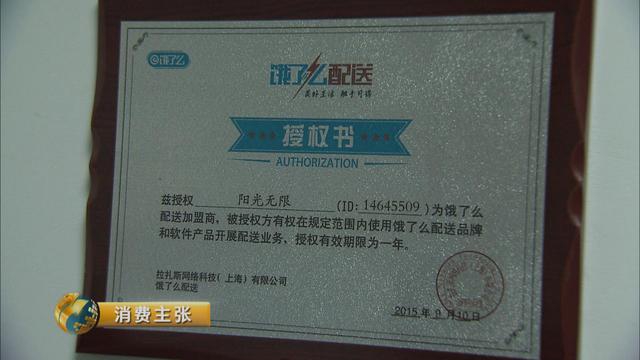 饿了么
饿了么配送
美好生活 触手可得
授权书
AUTHORIZATION
兹授权 阳光无限 (ID: 14645509) 为饿了么
配送加盟商，被授权方有权在规定范围内使用饿了么配送品牌
和软件产品开展配送业务，授权有效期限为一年。
拉扎斯网络科技(上海)有限公司
饿了么配送
2015年9月10日
消费主张